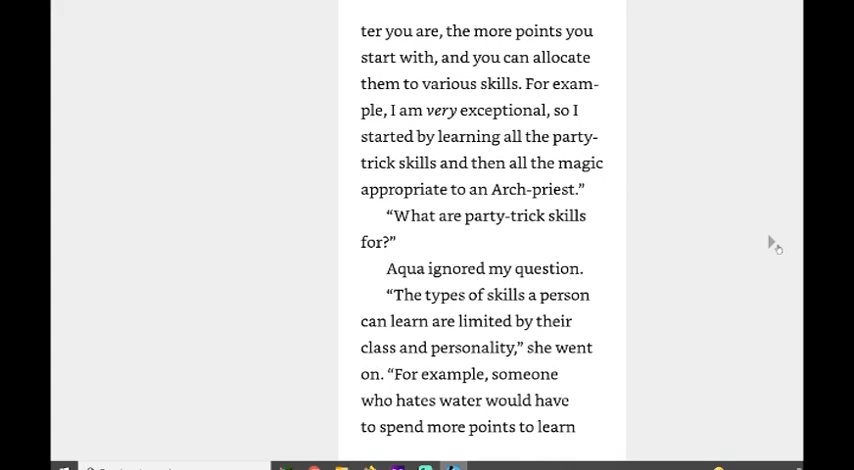 ter you are, the more points you
start with, and you can allocate
them to various skills. For exam-
ple, I am very exceptional, so I
started by learning all the party-
trick skills and then all the magic
appropriate to an Arch-priest.”
“What are party-trick skills
for?”
Aqua ignored my question.
“The types of skills a person
can learn are limited by their
class and personality,” she went
on. “For example, someone
who hates water would have
to spend more points to learn